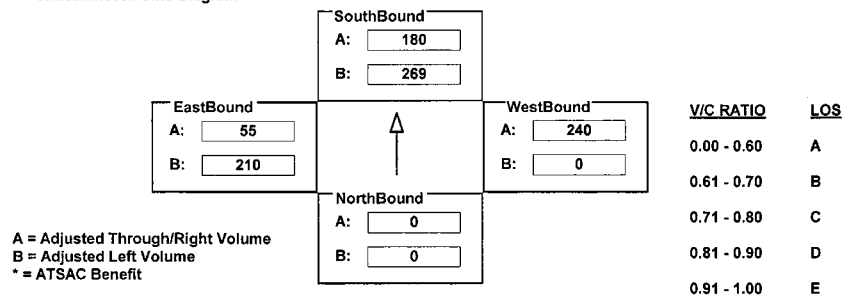 SouthBound
A: 180
B: 269
EastBound
A: 55
B: 210
WestBound
A: 240
B: 0
NorthBound
A: 0
B: 0
A = Adjusted Through/Right Volume
B = Adjusted Left Volume
* = ATSAC Benefit
V/C RATIO LOS
0.00 - 0.60 A
0.61 - 0.70 B
0.71 - 0.80 C
0.81 - 0.90 D
0.91 - 1.00 E